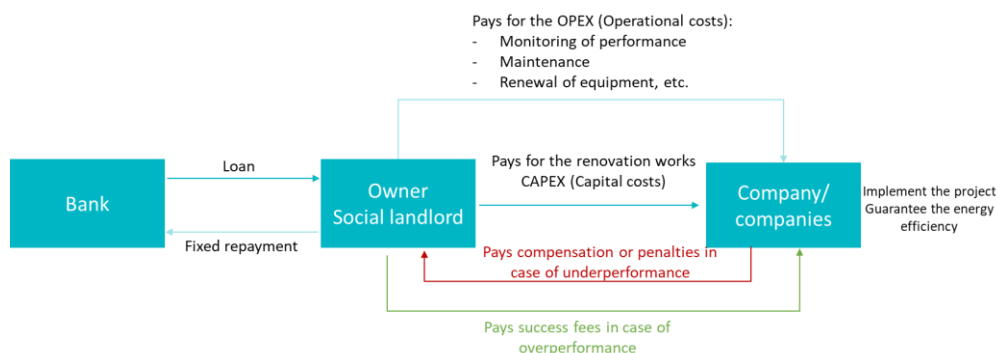 Pays for the OPEX (Operational costs):
- Monitoring of performance
- Maintenance
- Renewal of equipment, etc.
Bank
Loan
Fixed repayment
Owner
Social landlord
Pays for the renovation works
CAPEX (Capital costs)
Company/
companies
Implement the project
Guarantee the energy
efficiency
Pays compensation or penalties in
case of underperformance
Pays success fees in case of
overperformance